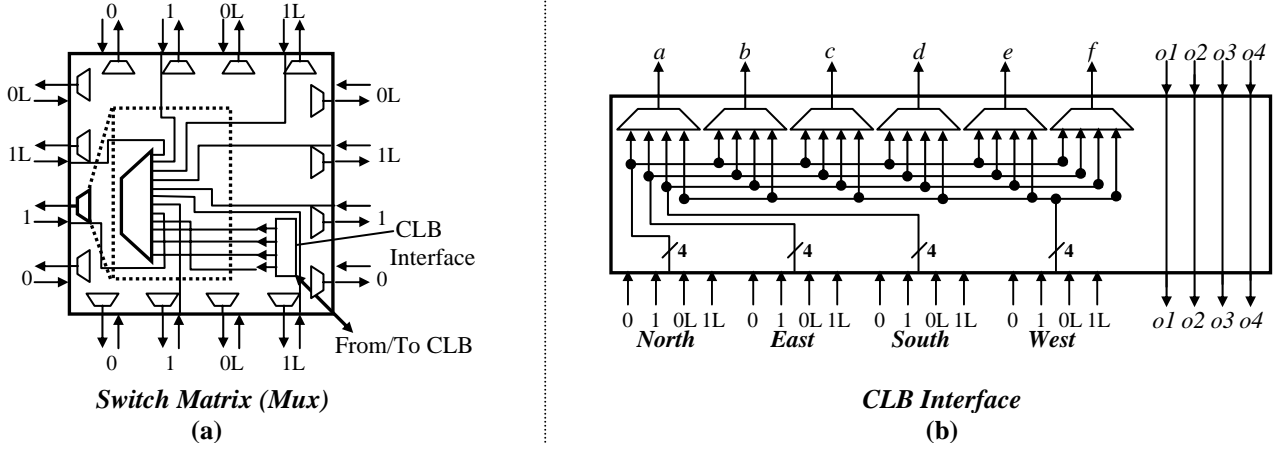 0 1 0L 1L
0L 0L
1L 1L
1 1
CLB
Interface
0 0
From/To CLB
0 1 0L 1L
Switch Matrix (Mux)
(a)
a b c d e f o1 o2 o3 o4
4 4 4 4
0 1 0L 1L 0 1 0L 1L 0 1 0L 1L 0 1 0L 1L o1 o2 o3 o4
North East South West
CLB Interface
(b)